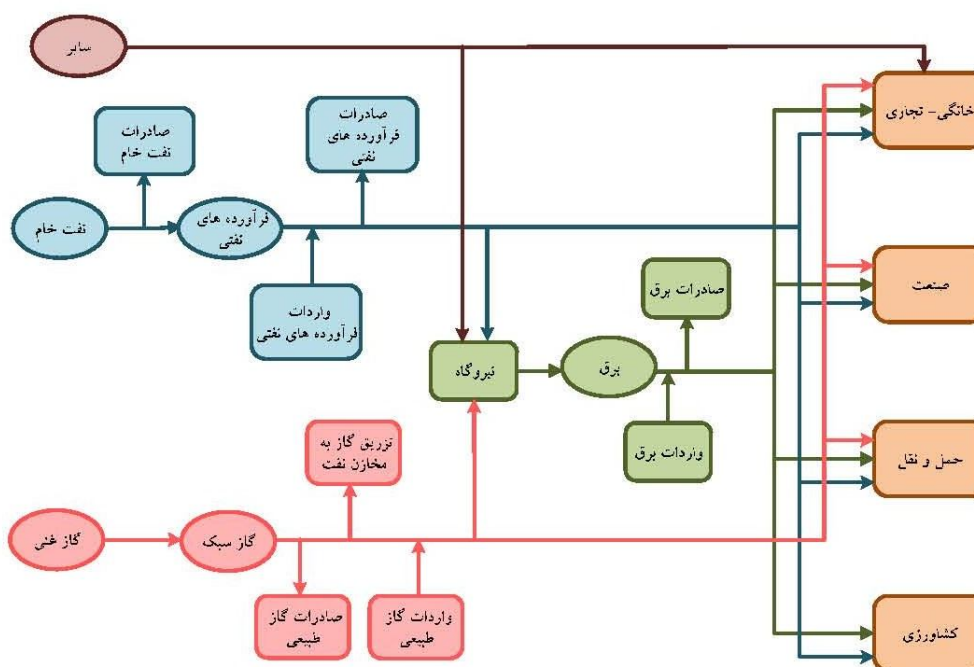 سایر
صادرات
نفت خام
صادرات
فرآورده های
نفتی
خانگی- تجاری
نفت خام
فرآورده های
نفتی
واردات
فرآورده های نفتی
صادرات برق
صنعت
نیروگاه
برق
واردات برق
تزریق گاز به
مخازن نفت
حمل و نقل
گاز غنی
گاز سبک
صادرات گاز
طبیعی
واردات گاز
طبیعی
کشاورزی